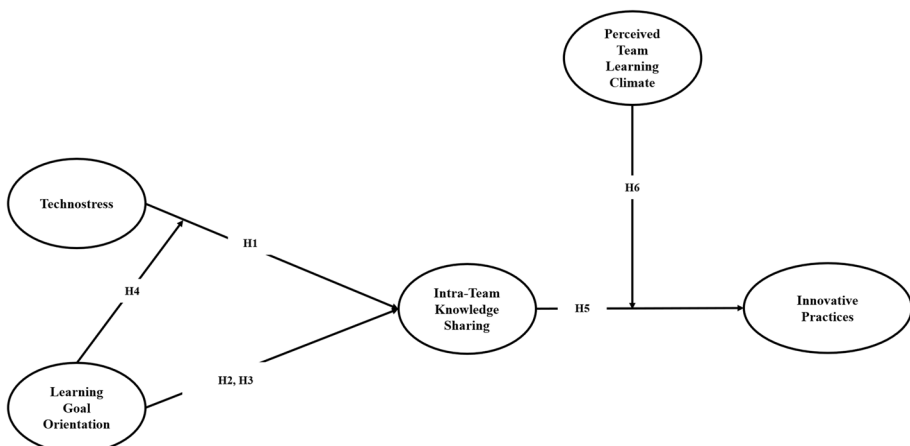 Perceived
Team
Learning
Climate
H6
Technostress
H1
H4
Intra-Team
Knowledge
Sharing
H5
Innovative
Practices
H2, H3
Learning
Goal
Orientation